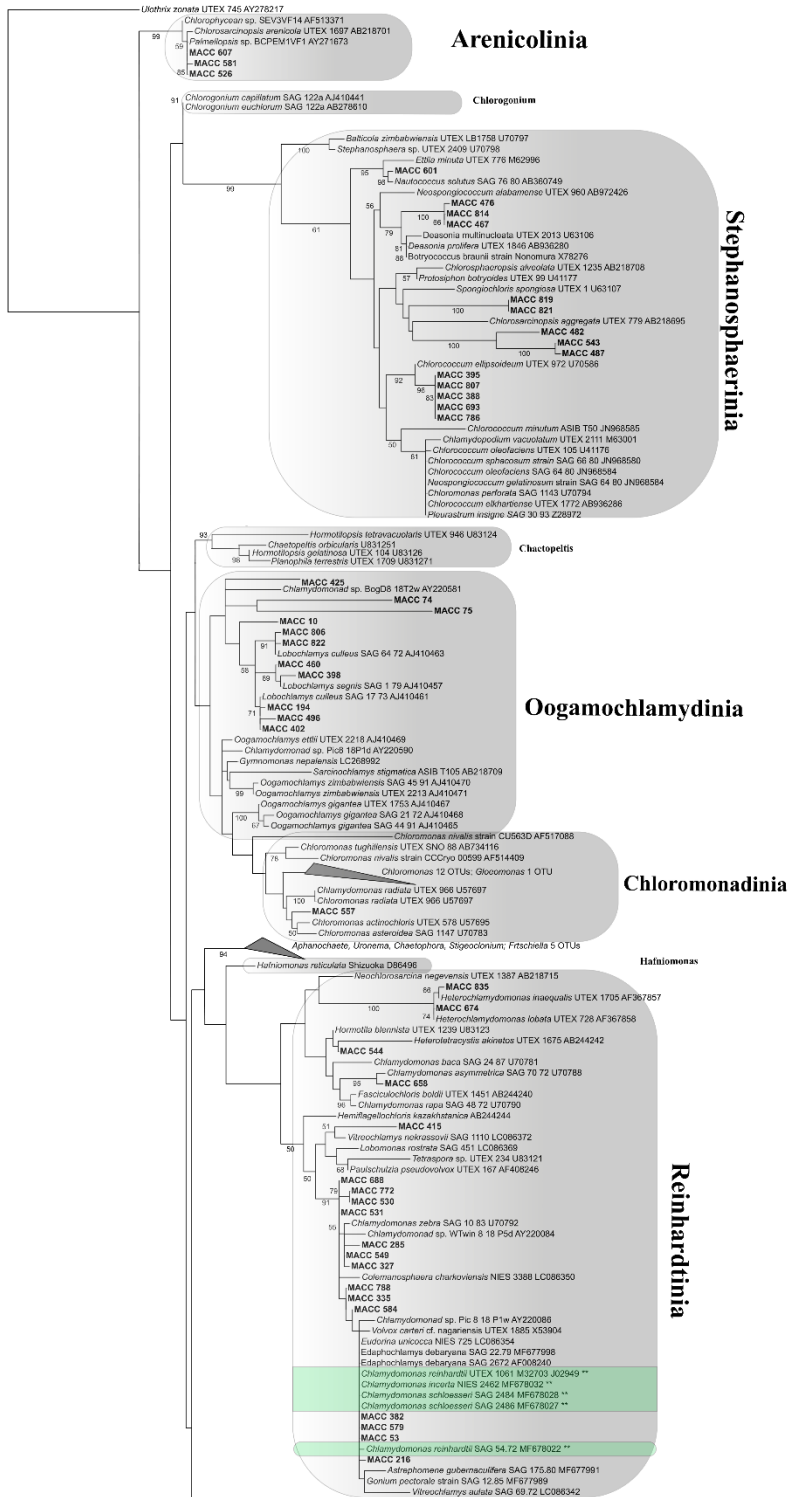 Ulothrix zonata UTEX 745 AY278217
Chlorophycean sp. SEV3VF14 AF513371
99
Chlorosarcinopsis arenicola UTEX 1697 AB218701
59
Palmellopsis sp. BCPEM1VF1 AY271673
MACC 607
MACC 581
85
MACC 526
Arenicolinia
91
Chlorogonium capillatum SAG 122a AJ410441
Chlorogonium euchlorum SAG 122a AB278610
Chlorogonium
Balticola zimbabwiensis UTEX LB1758 U70797
100
Stephanosphaera sp. UTEX 2409 U70798
99
Ettlia minuta UTEX 776 M62996
95
MACC 601
98
Nautococcus solutus SAG 76 80 AB360749
61
Neospongiococcum alabamense UTEX 960 AB972426
56
MACC 476
100
MACC 814
86
MACC 467
79
Deasonia multinucleata UTEX 2013 U63106
81
Deasonia prolifera UTEX 1846 AB936280
88
Botryococcus braunii strain Nonomura X78276
Chlorosphaeropsis alveolata UTEX 1235 AB218708
57
Protosiphon botryoides UTEX 99 U41177
Spongiochloris spongiosa UTEX 1 U63107
MACC 819
100
MACC 821
Chlorosarcinopsis aggregata UTEX 779 AB218695
MACC 482
100
MACC 543
100
MACC 487
Chlorococcum ellipsoideum UTEX 972 U70586
92
MACC 395
98
MACC 807
83
MACC 388
MACC 693
MACC 786
Chlorococcum minutum ASIB T50 JN968585
50
Chlamydopodium vacuolatum UTEX 2111 M63001
81
Chlorococcum oleofaciens UTEX 105 U41176
Chlorococcum sphacosum strain SAG 66 80 JN968580
Chlorococcum oleofaciens SAG 64 80 JN968584
Neospongiococcum gelatinosum strain SAG 64 80 JN968584
Chloromonas perforata SAG 1143 U70794
Chlorococcum elkhartiense UTEX 1772 AB936286
Pleurastrum insigne SAG 30 93 Z28972
Stephanosphaerinia
93
Hormotilopsis tetravacuolaris UTEX 946 U83124
Chaetopeltis orbicularis U831251
Hormotilopsis gelatinosa UTEX 104 U83126
96
Planophila terrestris UTEX 1709 U831271
Chaetopeltis
MACC 425
Chlamydomonad sp. BogD8 18T2w AY220581
MACC 74
MACC 75
MACC 10
MACC 806
91
MACC 822
Lobochlamys culleus SAG 64 72 AJ410463
58
MACC 460
89
MACC 398
Lobochlamys segnis SAG 1 79 AJ410457
Lobochlamys culleus SAG 17 73 AJ410461
71
MACC 194
MACC 496
MACC 402
Oogamochlamys ettlii UTEX 2218 AJ410469
Chlamydomonad sp. Pic8 18P1d AY220590
Gymnomonas nepalensis LC268992
Sarcinochlamys stigmatica ASIB T105 AB218709
Oogamochlamys zimbabwiensis SAG 45 91 AJ410470
99
Oogamochlamys zimbabwiensis UTEX 2213 AJ410471
Oogamochlamys gigantea UTEX 1753 AJ410467
100
Oogamochlamys gigantea SAG 21 72 AJ410468
67
Oogamochlamys gigantea SAG 44 91 AJ410465
Oogamochlamydinia
Chloromonas nivalis strain CU563D AF517088
Chloromonas tughillensis UTEX SNO 88 AB734116
76
Chloromonas nivalis strain CCCryo 00599 AF514409
Chloromonas 12 OTUs; Gloeomonas 1 OTU
Chlamydomonas radiata UTEX 966 U57697
100
Chloromonas radiata UTEX 966 U57697
MACC 557
Chloromonas actinochloris UTEX 578 U57695
50
Chloromonas asteroidea SAG 1147 U70783
Chloromonadinia
Aphanochaete, Uronema, Chaetophora, Stigeoclonium; Frtschiella 5 OTUs
94
Hafniomonas reticulata Shizuoka D86496
Hafniomonas
Neochlorosarcina negevensis UTEX 1387 AB218715
66
MACC 835
Heterochlamydomonas inaequalis UTEX 1705 AF367857
100
MACC 674
74
Heterochlamydomonas lobata UTEX 728 AF367858
Hormotila blennista UTEX 1239 U83123
Heterotetracystis akinetos UTEX 1675 AB244242
MACC 544
Chlamydomonas baca SAG 24 87 U70781
Chlamydomonas asymmetrica SAG 70 72 U70788
98
MACC 658
Fasciculochloris boldii UTEX 1451 AB244240
96
Chlamydomonas rapa SAG 48 72 U70790
Hemiflagellochloris kazakhstanica AB244244
50
51
MACC 415
Vitreochlamys nekrassovii SAG 1110 LC086372
50
Lobomonas rostrata SAG 451 LC086369
Tetraspora sp. UTEX 234 U83121
68
Paulschulzia pseudovolvox UTEX 167 AF408246
MACC 688
79
MACC 772
91
MACC 530
MACC 531
55
Chlamydomonas zebra SAG 10 83 U70792
Chlamydomonad sp. WTwin 8 18 P5d AY220084
MACC 285
MACC 549
MACC 327
Colemanosphaera charkoviensis NIES 3388 LC086350
MACC 788
MACC 335
MACC 584
Chlamydomonad sp. Pic 8 18 P1w AY220086
Volvox carteri cf. nagariensis UTEX 1885 X53904
Eudorina unicocca NIES 725 LC086354
Edaphochlamys debaryana SAG 22.79 MF677998
Edaphochlamys debaryana SAG 2672 AF008240
Chlamydomonas reinhardtii UTEX 1061 M32703 J02949 **
Chlamydomonas incerta NIES 2462 MF678032 **
Chlamydomonas schloesseri SAG 2484 MF678028 **
Chlamydomonas schloesseri SAG 2486 MF678027 **
MACC 382
MACC 579
MACC 53
Chlamydomonas reinhardtii SAG 54.72 MF678022 **
MACC 216
Astrephomene gubernaculifera SAG 175.80 MF677991
Gonium pectorale strain SAG 12.85 MF677989
Vitreochlamys aulata SAG 69.72 LC086342
Reinhardtinia